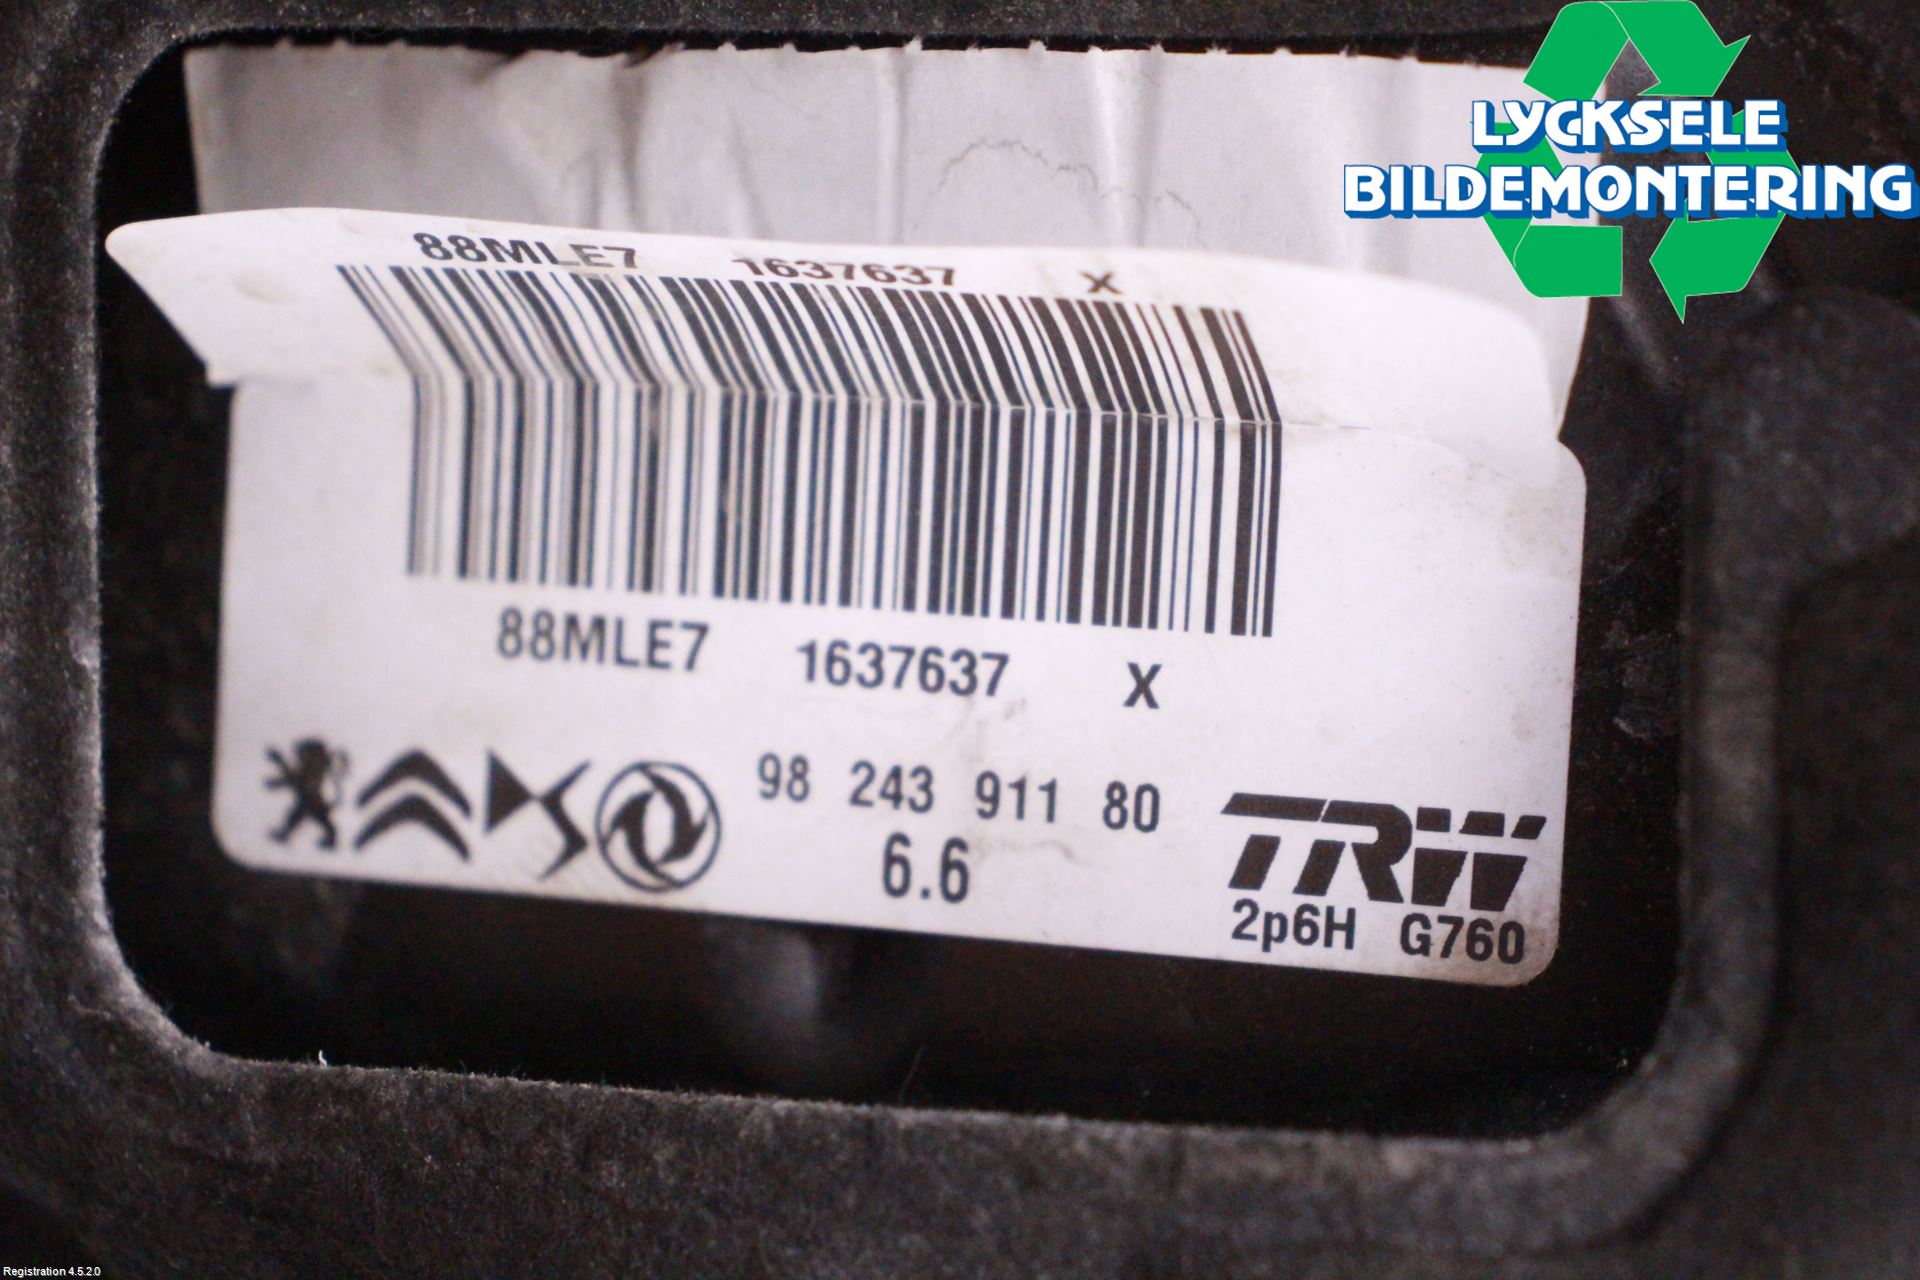 LYCKSELE
BILDEMONTERING
88MLE7 1637637 X
88MLE7 1637637 X
98 243 911 80
6.6
TRW
2p6H G760
Registration 4.5.2.0